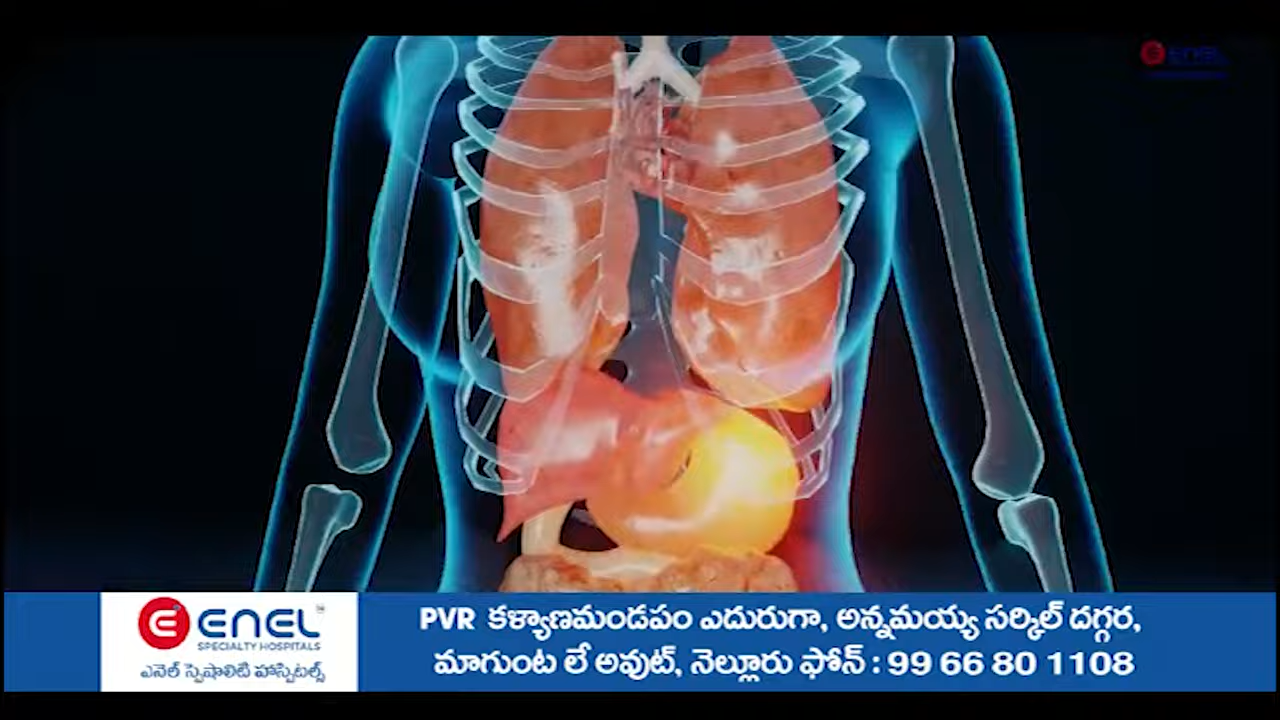 ENEL
ENEL
SPECIALTY HOSPITALS
ఎనెల్ స్పెషాలిటీ హాస్పిటల్స్
PVR కళ్యాణమండపం ఎదురుగా, అన్నమయ్య సర్కిల్ దగ్గర,
మాగుంట లే అవుట్, నెల్లూరు ఫోన్ : 99 66 80 1108